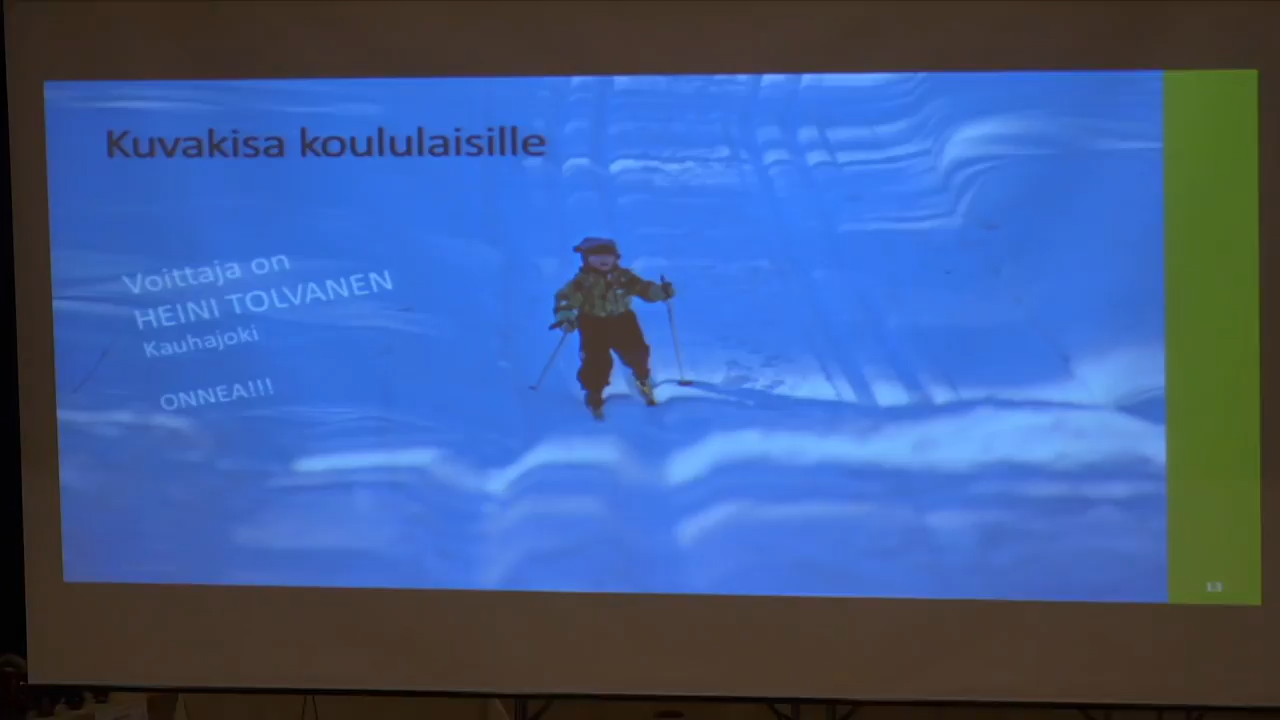 Kuvakisa koululaisille
Voittaja on
HEINI TOLVANEN
Kauhajoki
ONNEA!!!